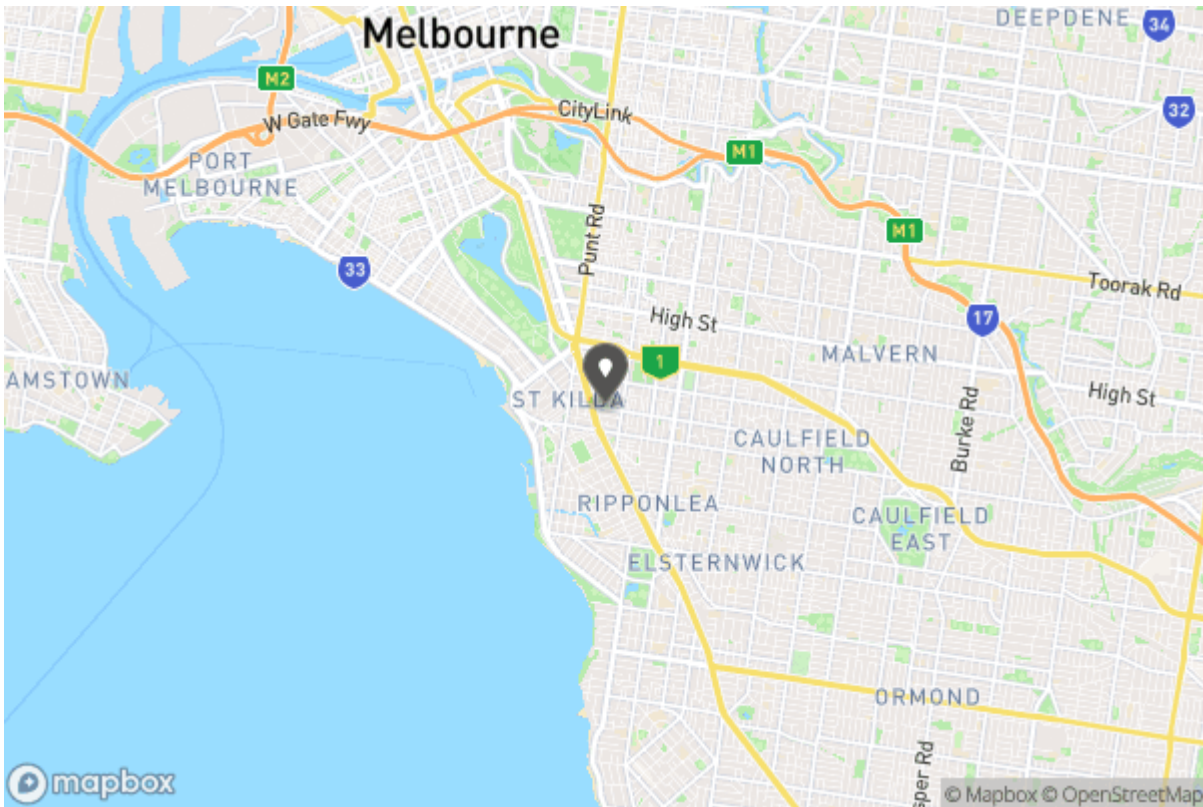 DEEPDENE
34
Melbourne
M2
32
CityLink
W Gate Fwy
M1
PORT
MELBOURNE
Punt Rd
M1
33
Toorak Rd
17
High St
1
MALVERN
AMSTOWN
High St
ST KILDA
Burke Rd
CAULFIELD
NORTH
RIPPONLEA
CAULFIELD
EAST
ELSTERNWICK
ORMOND
sper Rd
mapbox
© Mapbox © OpenStreetMap